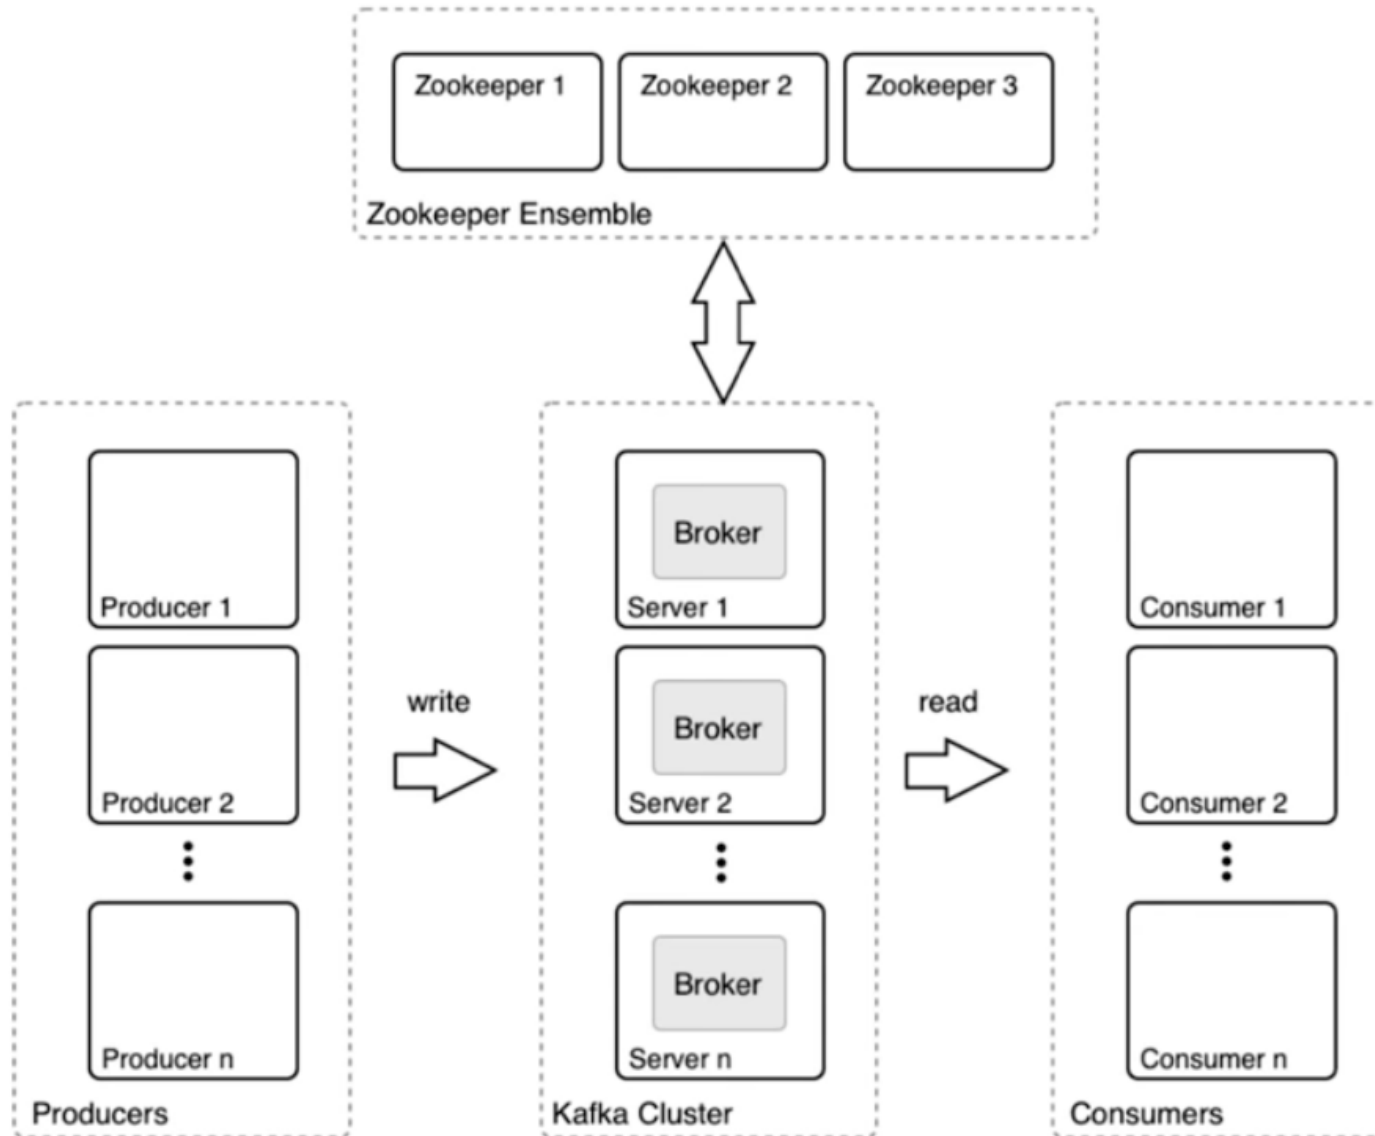 Zookeeper 1
Zookeeper 2
Zookeeper 3
Zookeeper Ensemble
Producer 1
Producer 2
Producer n
Producers
write
Broker
Server 1
Broker
Server 2
Broker
Server n
Kafka Cluster
read
Consumer 1
Consumer 2
Consumer n
Consumers